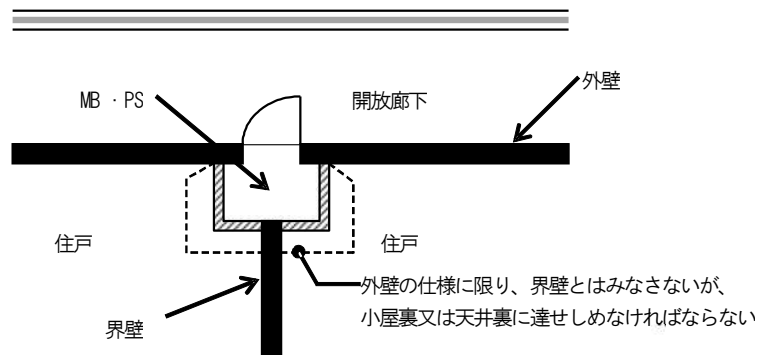 外壁
MB ・PS
開放廊下
住戸
住戸
外壁の仕様に限り、界壁とはみなさないが、
小屋裏又は天井裏に達せしめなければならない
界壁